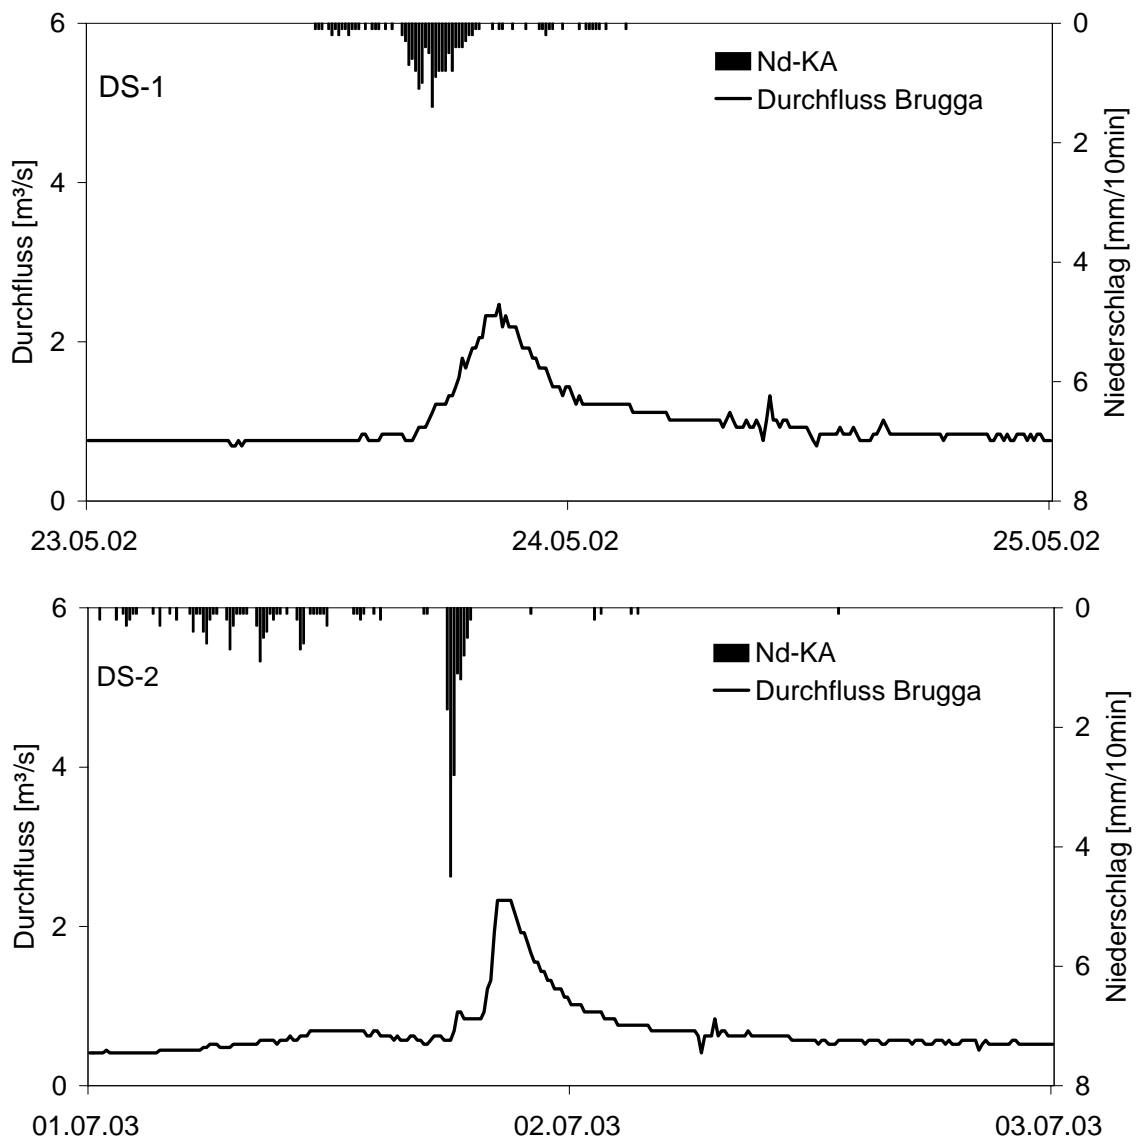 6
4
2
0
Durchfluss [m³/s]
DS-1
Nd-KA
Durchfluss Brugga
0
2
4
6
8
Niederschlag [mm/10min]
23.05.02
24.05.02
25.05.02
6
4
2
0
Durchfluss [m³/s]
DS-2
Nd-KA
Durchfluss Brugga
0
2
4
6
8
Niederschlag [mm/10min]
01.07.03
02.07.03
03.07.03